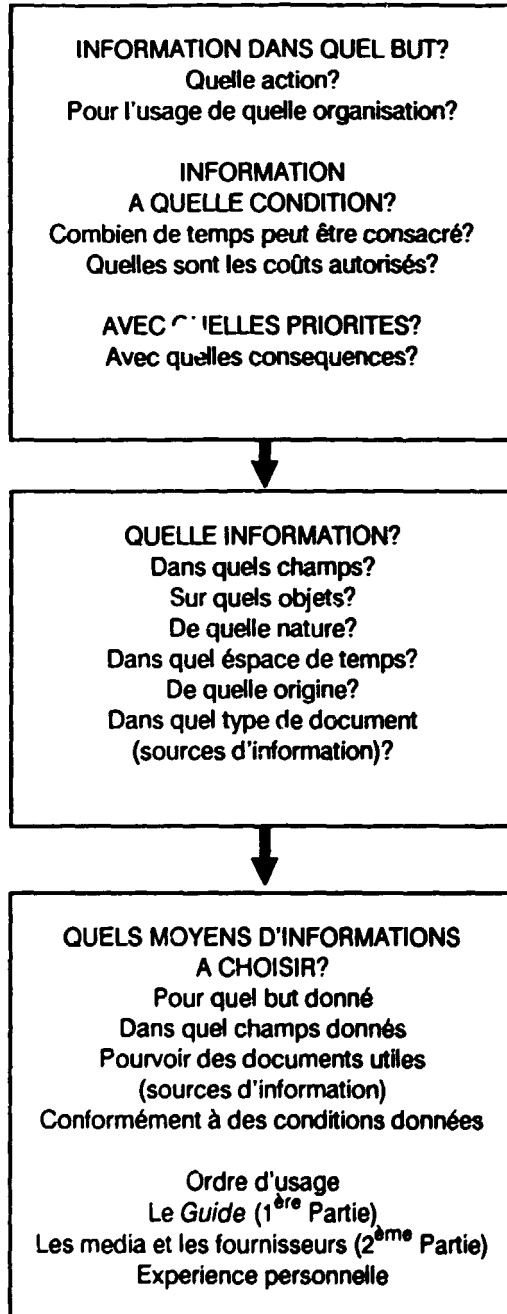 INFORMATION DANS QUEL BUT?
Quelle action?
Pour l'usage de quelle organisation?
INFORMATION
A QUELLE CONDITION?
Combien de temps peut être consacré?
Quelles sont les coûts autorisés?
AVEC QUELLES PRIORITES?
Avec quelles consequences?
QUELLE INFORMATION?
Dans quels champs?
Sur quels objets?
De quelle nature?
Dans quel éspace de temps?
De quelle origine?
Dans quel type de document
(sources d'information)?
QUELS MOYENS D'INFORMATIONS
A CHOISIR?
Pour quel but donné
Dans quel champs donnés
Pourvoir des documents utiles
(sources d'information)
Conformément à des conditions données
Ordre d'usage
Le Guide (1ère Partie)
Les media et les fournisseurs (2ème Partie)
Experience personnelle